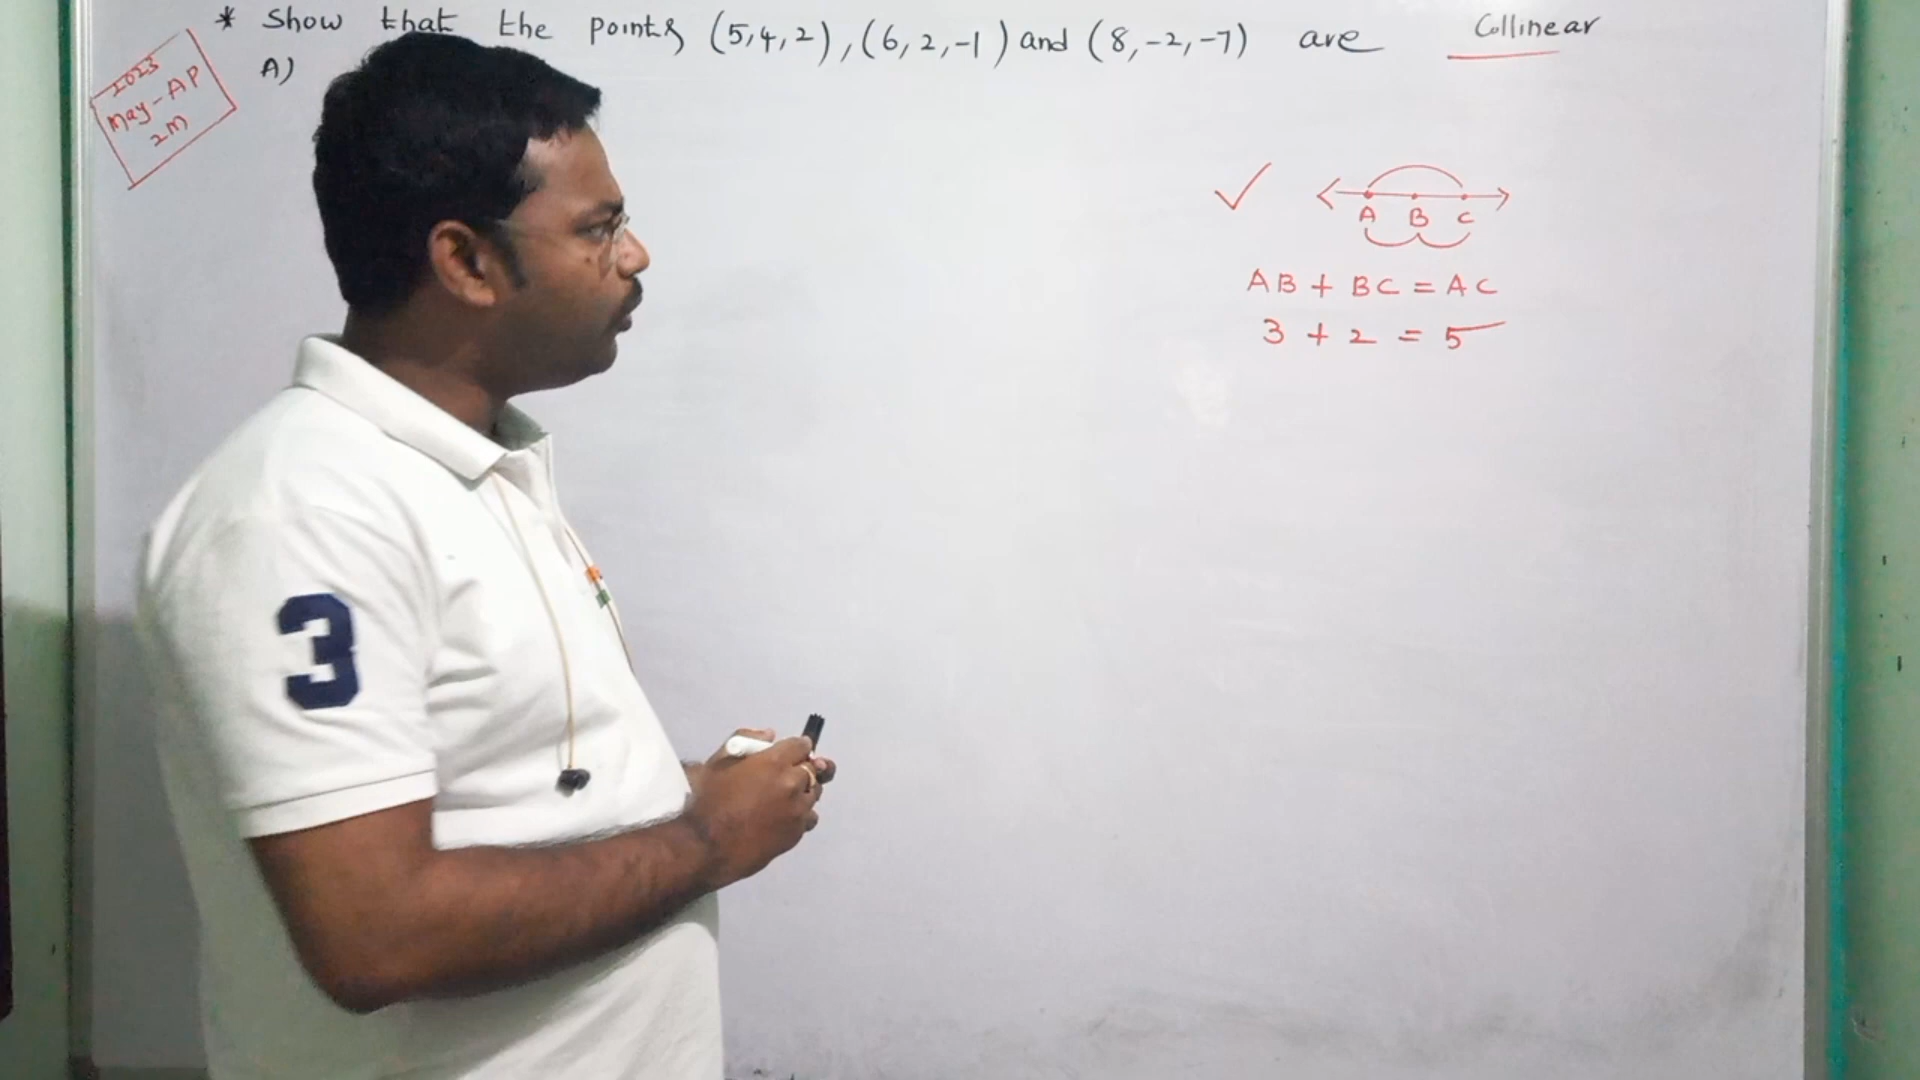 * Show that the points (5,4,2), (6,2,-1) and (8,-2,-7) are Collinear
A)
2023
May-AP
2M
A B C
AB + BC = AC
3 + 2 = 5
3